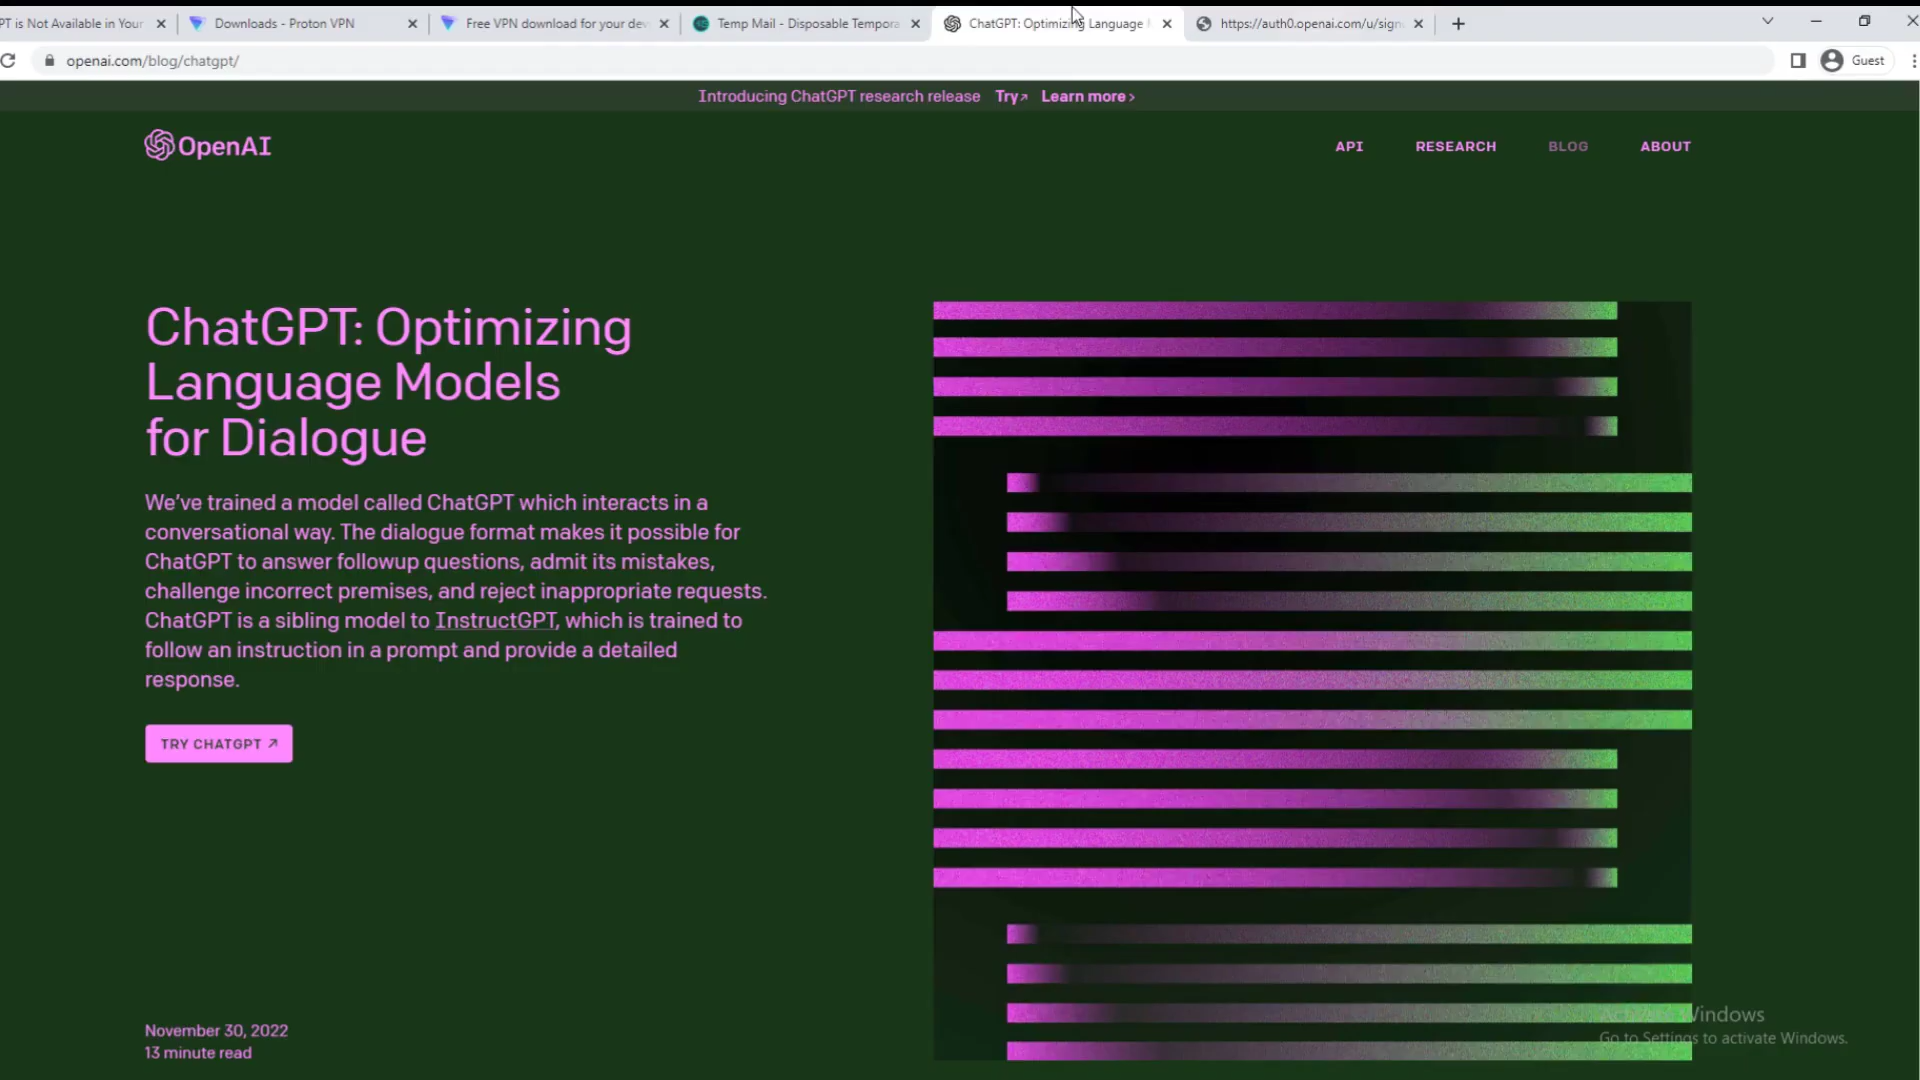 PT is Not Available in Your
Downloads - Proton VPN
Free VPN download for your dev
Temp Mail - Disposable Tempora
ChatGPT: Optimizing Language
https://auth0.openai.com/u/sign
openai.com/blog/chatgpt/
Guest
Introducing ChatGPT research release Try↗ Learn more ›
OpenAI
API RESEARCH BLOG ABOUT
ChatGPT: Optimizing
Language Models
for Dialogue
We’ve trained a model called ChatGPT which interacts in a
conversational way. The dialogue format makes it possible for
ChatGPT to answer followup questions, admit its mistakes,
challenge incorrect premises, and reject inappropriate requests.
ChatGPT is a sibling model to InstructGPT, which is trained to
follow an instruction in a prompt and provide a detailed
response.
TRY CHATGPT ↗
November 30, 2022
13 minute read
Windows
Go to Settings to activate Windows.